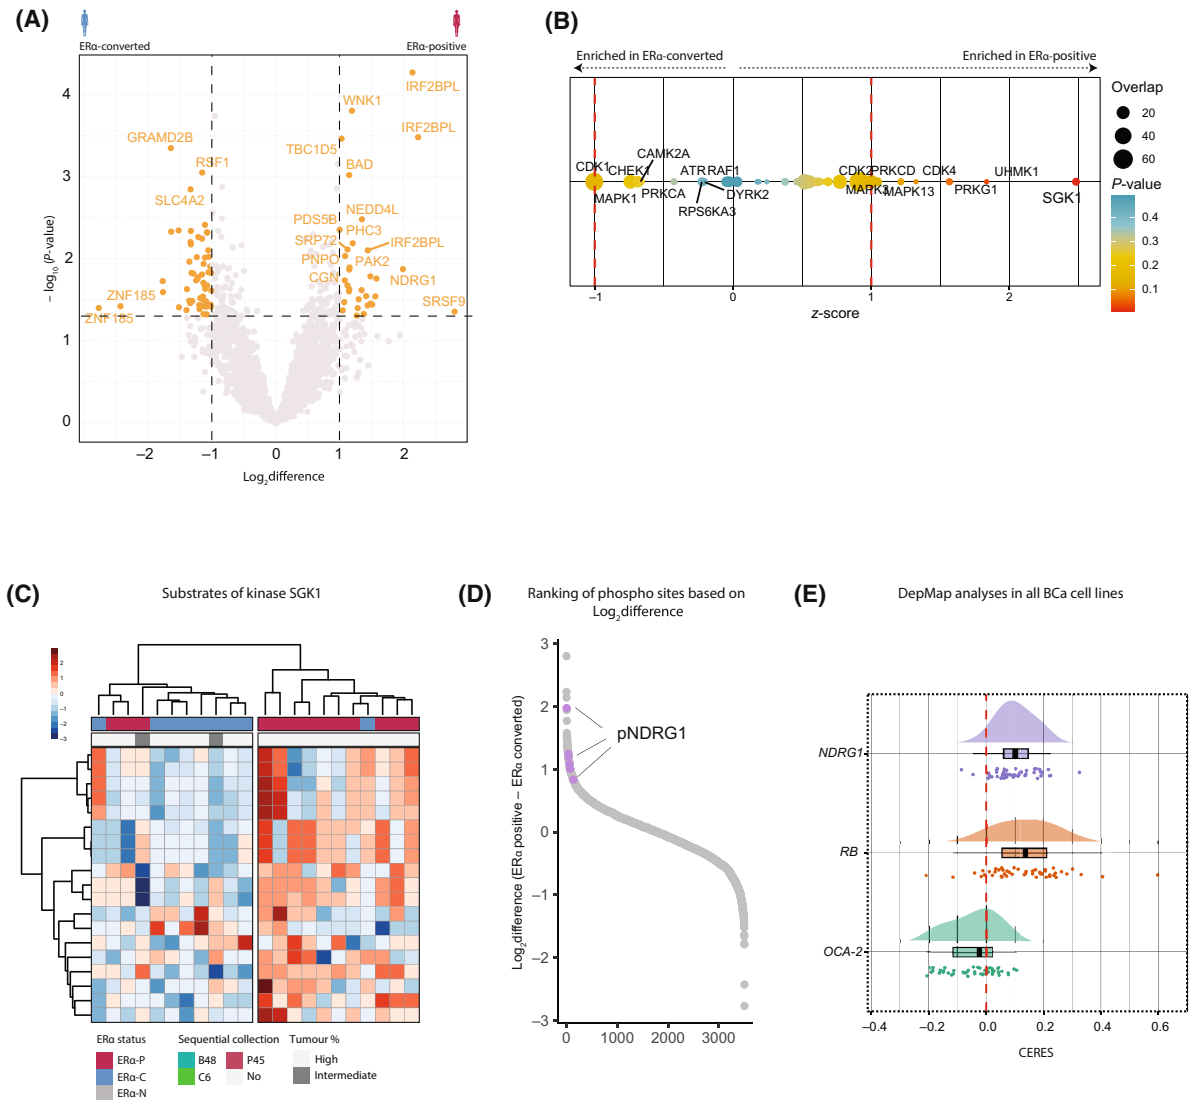 (A)
ERα-converted
ERα-positive
IRF2BPL
WNK1
IRF2BPL
GRAMD2B
TBC1D5
RSF1
BAD
SLC4A2
NEDD4L
PDS5B
PHC3
SRP72
IRF2BPL
PNPO
PAK2
CGN
NDRG1
ZNF185
SRSF9
ZNF185
4
3
2
1
0
– log10 (P-value)
–2
–1
0
1
2
Log2difference
(B)
Enriched in ERα-converted
Enriched in ERα-positive
CDK1
CHEK1
CAMK2A
MAPK1
PRKCA
ATR
RAF1
RPS6KA3
DYRK2
CDK2
PRKCD
MAPK3
MAPK13
CDK4
PRKG1
UHMK1
SGK1
–1
0
1
2
z-score
Overlap
20
40
60
P-value
0.4
0.3
0.2
0.1
(C)
Substrates of kinase SGK1
2
1
0
–1
–2
–3
ERα status
ERα-P
ERα-C
ERα-N
Sequential collection
B48
P45
C6
No
Tumour %
High
Intermediate
(D)
Ranking of phospho sites based on
Log2difference
Log2difference (ERα positive – ERα converted)
3
2
1
0
–1
–2
–3
pNDRG1
0
1000
2000
3000
(E)
DepMap analyses in all BCa cell lines
NDRG1
RB
OCA-2
–0.4
–0.2
0.0
0.2
0.4
0.6
CERES